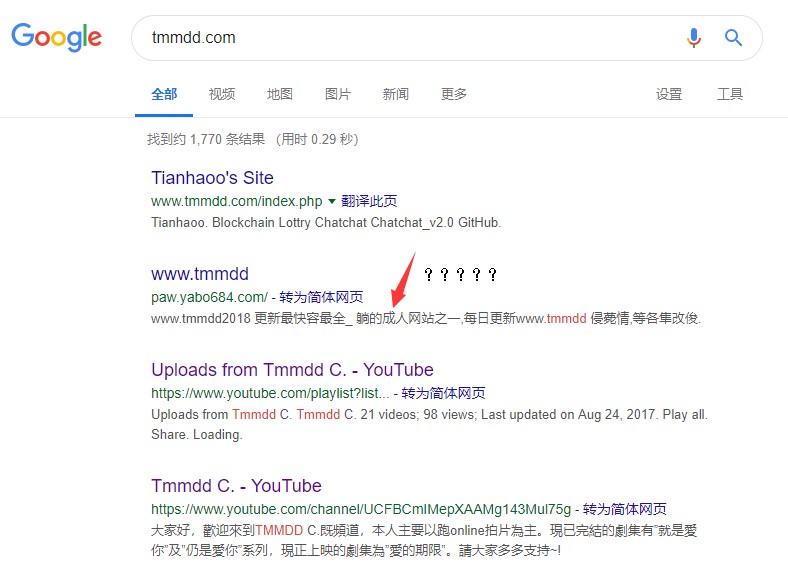 Google
tmmdd.com
全部 视频 地图 图片 新闻 更多 设置 工具
找到约 1,770 条结果 （用时 0.29 秒）
Tianhaoo's Site
www.tmmdd.com/index.php ▾ 翻译此页
Tianhaoo. Blockchain Lottry Chatchat Chatchat_v2.0 GitHub.
www.tmmdd ？？？？？
paw.yabo684.com/ - 转为简体网页
www.tmmdd2018 更新最快容最全_ 躺的成人网站之一,每日更新www.tmmdd 侵薨情,等各隼改俊.
Uploads from Tmmdd C. - YouTube
https://www.youtube.com/playlist?list... - 转为简体网页
Uploads from Tmmdd C. Tmmdd C. 21 videos; 98 views; Last updated on Aug 24, 2017. Play all.
Share. Loading.
Tmmdd C. - YouTube
https://www.youtube.com/channel/UCFBCmIMepXAAMg143Mul75g - 转为简体网页
大家好，歡迎來到TMMDD C.既頻道，本人主要以跑online拍片為主。現已完結的劇集有”就是愛
你”及”仍是愛你”系列，現正上映的劇集為”愛的期限”。請大家多多支持~!